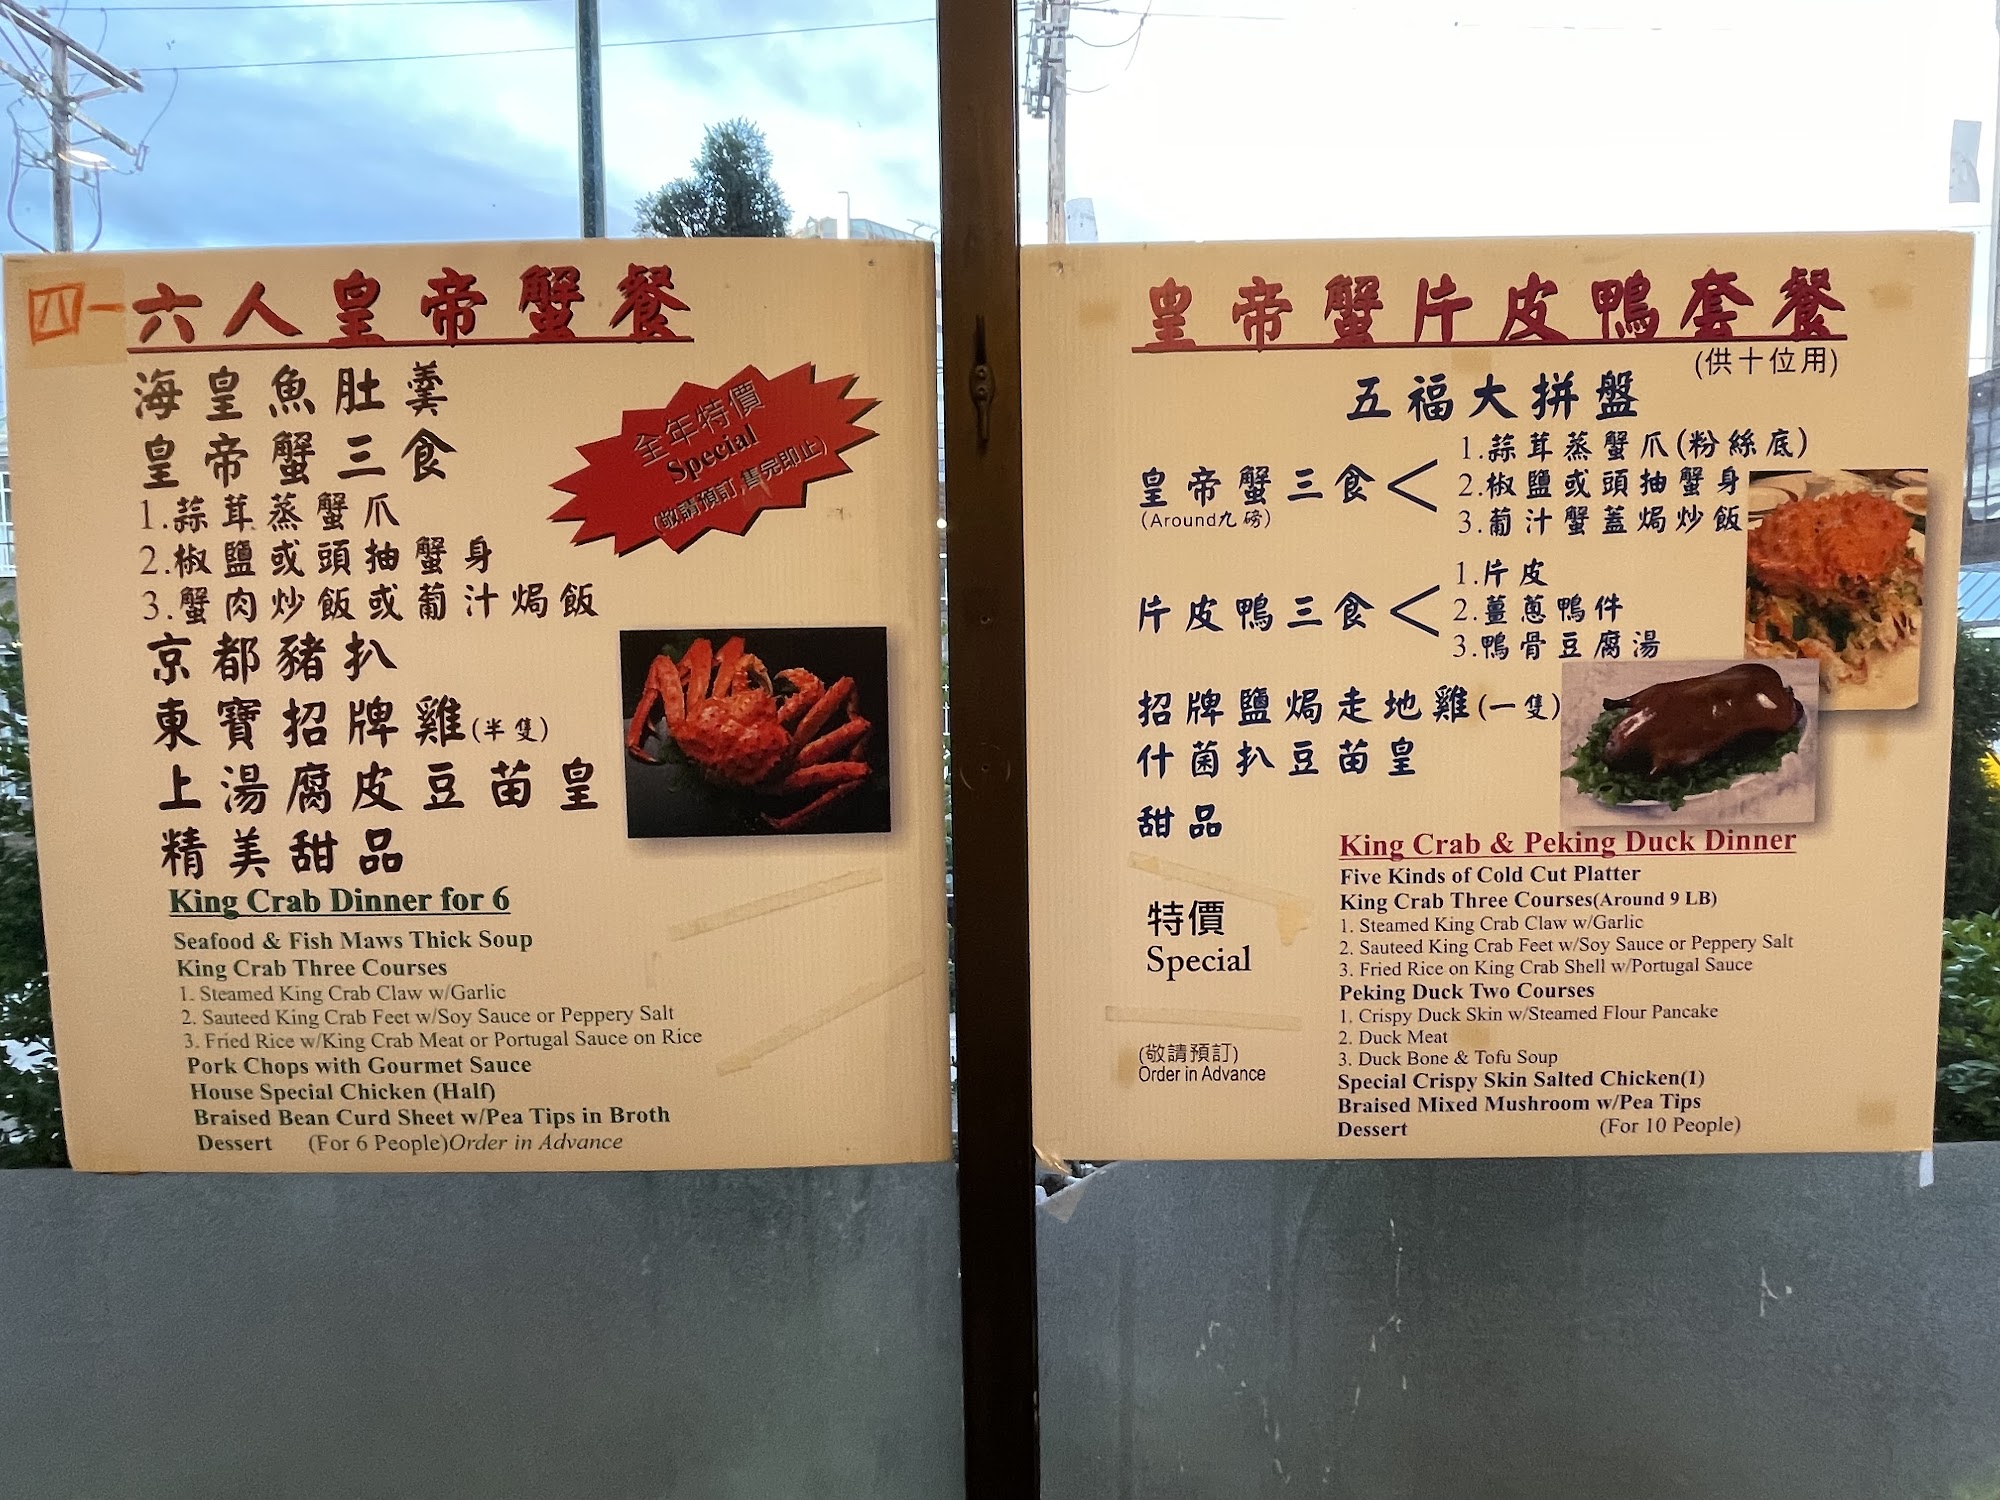 四一六人皇帝蟹餐
海皇魚肚羹
皇帝蟹三食
1.蒜茸蒸蟹爪
2.椒鹽或頭抽蟹身
3.蟹肉炒飯或葡汁焗飯
京都豬扒
東寶招牌雞(半隻)
上湯腐皮豆苗皇
精美甜品
全年特價
Special
(敬請預訂,售完即止)
King Crab Dinner for 6
Seafood & Fish Maws Thick Soup
King Crab Three Courses
1. Steamed King Crab Claw w/Garlic
2. Sauteed King Crab Feet w/Soy Sauce or Peppery Salt
3. Fried Rice w/King Crab Meat or Portugal Sauce on Rice
Pork Chops with Gourmet Sauce
House Special Chicken (Half)
Braised Bean Curd Sheet w/Pea Tips in Broth
Dessert (For 6 People)Order in Advance
皇帝蟹片皮鴨套餐
(供十位用)
五福大拼盤
皇帝蟹三食
(Around九磅)
1.蒜茸蒸蟹爪(粉絲底)
2.椒鹽或頭抽蟹身
3.葡汁蟹蓋焗炒飯
片皮鴨三食
1.片皮
2.薑蔥鴨件
3.鴨骨豆腐湯
招牌鹽焗走地雞(一隻)
什菌扒豆苗皇
甜品
特價
Special
(敬請預訂)
Order in Advance
King Crab & Peking Duck Dinner
Five Kinds of Cold Cut Platter
King Crab Three Courses(Around 9 LB)
1. Steamed King Crab Claw w/Garlic
2. Sauteed King Crab Feet w/Soy Sauce or Peppery Salt
3. Fried Rice on King Crab Shell w/Portugal Sauce
Peking Duck Two Courses
1. Crispy Duck Skin w/Steamed Flour Pancake
2. Duck Meat
3. Duck Bone & Tofu Soup
Special Crispy Skin Salted Chicken(1)
Braised Mixed Mushroom w/Pea Tips
Dessert (For 10 People)